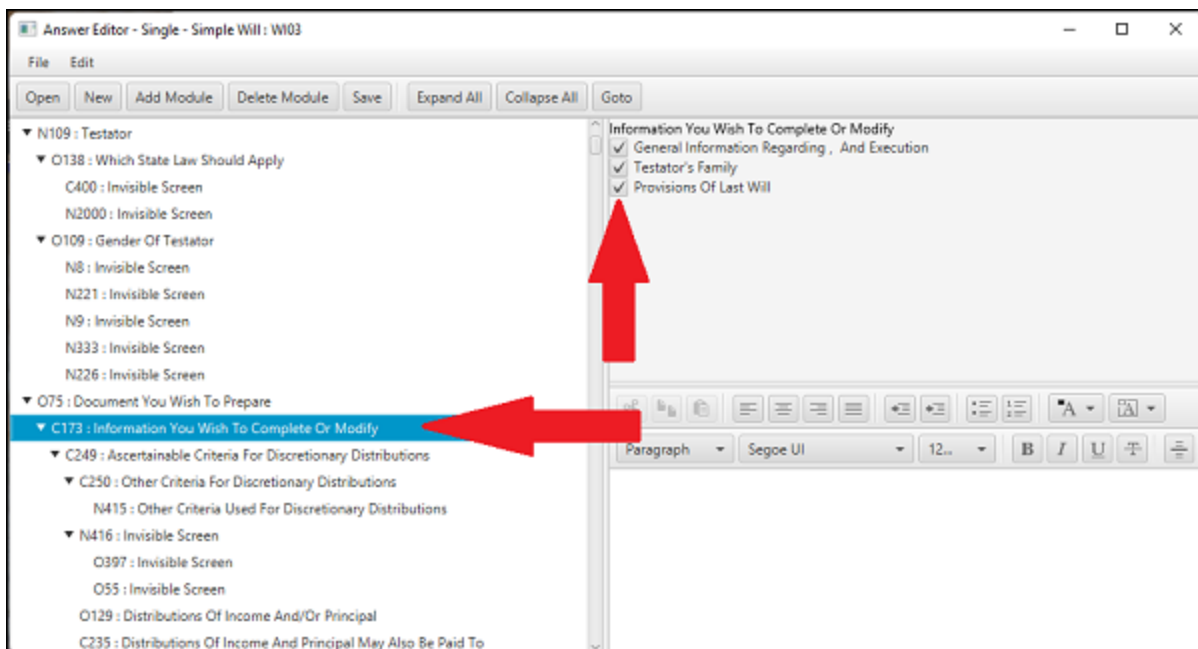 Answer Editor - Single - Simple Will : WI03
File Edit
Open New Add Module Delete Module Save Expand All Collapse All Goto
N109 : Testator
O138 : Which State Law Should Apply
C400 : Invisible Screen
N2000 : Invisible Screen
O109 : Gender Of Testator
N8 : Invisible Screen
N221 : Invisible Screen
N9 : Invisible Screen
N333 : Invisible Screen
N226 : Invisible Screen
O75 : Document You Wish To Prepare
C173 : Information You Wish To Complete Or Modify
C249 : Ascertainable Criteria For Discretionary Distributions
C250 : Other Criteria For Discretionary Distributions
N415 : Other Criteria Used For Discretionary Distributions
N416 : Invisible Screen
O397 : Invisible Screen
O55 : Invisible Screen
O129 : Distributions Of Income And/Or Principal
C235 : Distributions Of Income And Principal May Also Be Paid To
Information You Wish To Complete Or Modify
General Information Regarding , And Execution
Testator's Family
Provisions Of Last Will
A A
Paragraph Segoe UI 12... B I U T